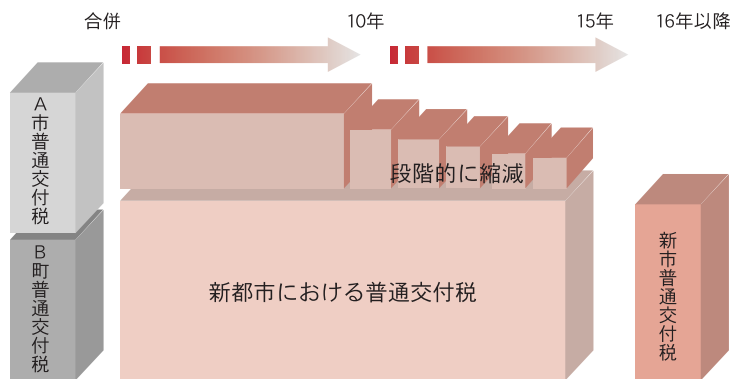 合併
10年
15年
16年以降
A市普通交付税
B町普通交付税
段階的に縮減
新都市における普通交付税
新市普通交付税